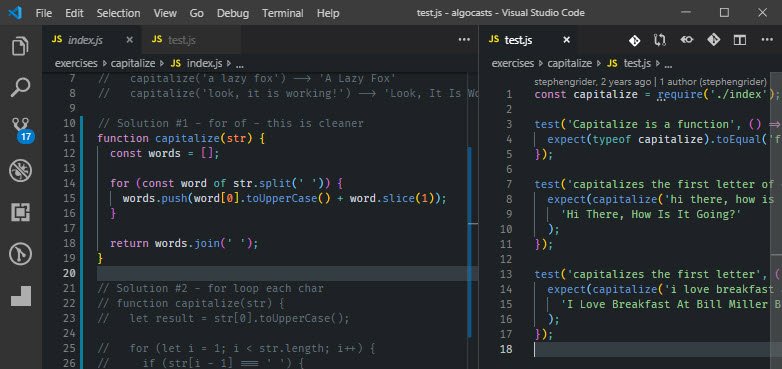 File Edit Selection View Go Debug Terminal Help test.js - algocasts - Visual Studio Code
index.js test.js
exercises > capitalize > JS index.js > ...
7 //   capitalize('a lazy fox') --> 'A Lazy Fox'
8 //   capitalize('look, it is working!') --> 'Look, It Is Wo
9
10 // Solution #1 - for of - this is cleaner
11 function capitalize(str) {
12   const words = [];
13
14   for (const word of str.split(' ')) {
15     words.push(word[0].toUpperCase() + word.slice(1));
16   }
17
18   return words.join(' ');
19 }
20
21 // Solution #2 - for loop each char
22 // function capitalize(str) {
23 //   let result = str[0].toUpperCase();
24
25 //   for (let i = 1; i < str.length; i++) {
26 //     if (str[i - 1] === ' ') {
17
JS test.js
exercises > capitalize > JS test.js > ...
stephengrider, 2 years ago | 1 author (stephengrider)
1 const capitalize = require('./index');
2
3 test('Capitalize is a function', () =>
4   expect(typeof capitalize).toEqual('f
5 });
6
7 test('capitalizes the first letter of
8   expect(capitalize('hi there, how is
9     'Hi There, How Is It Going?'
10   );
11 });
12
13 test('capitalizes the first letter', (
14   expect(capitalize('i love breakfast
15     'I Love Breakfast At Bill Miller B
16   );
17 });
18